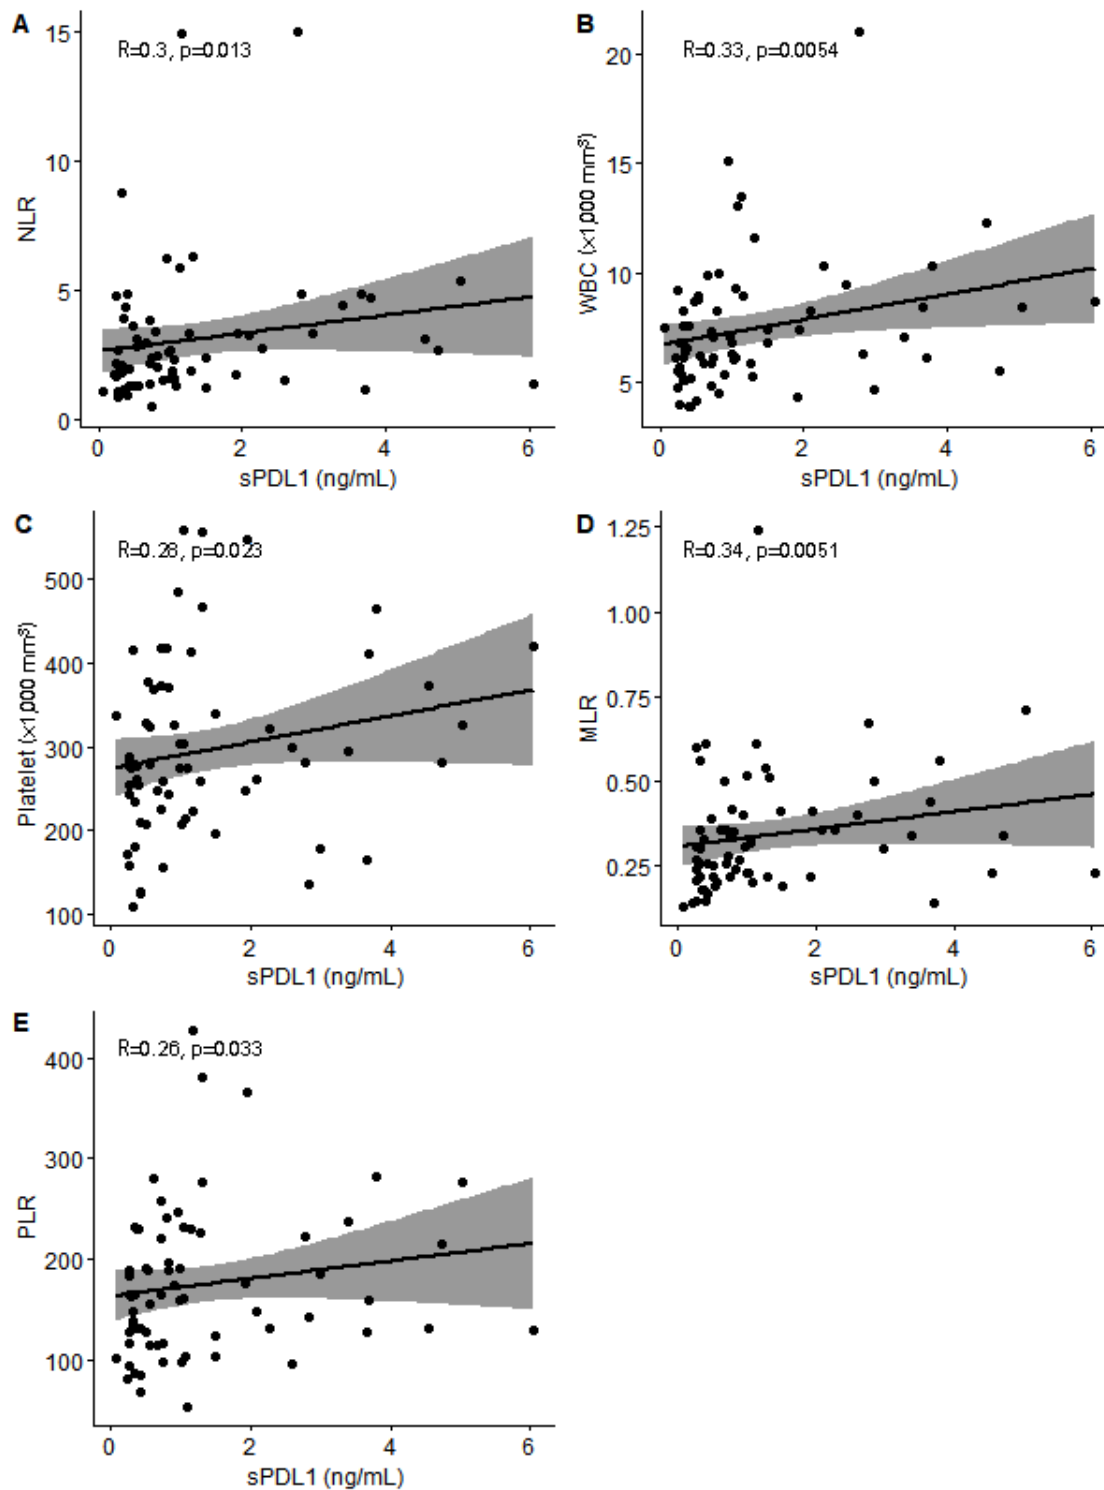 A
B
R=0.3, p=0.013
R=0.33, p=0.0054
15
10
5
0
NLR
0 2 4 6
sPDL1 (ng/mL)
20
15
10
5
WBC (×1,000 mm³)
0 2 4 6
sPDL1 (ng/mL)
C
D
R=0.28, p=0.023
R=0.34, p=0.0051
500
400
300
200
100
Platelet (×1,000 mm³)
0 2 4 6
sPDL1 (ng/mL)
1.25
1.00
0.75
0.50
0.25
MLR
0 2 4 6
sPDL1 (ng/mL)
E
R=0.26, p=0.033
400
300
200
100
PLR
0 2 4 6
sPDL1 (ng/mL)